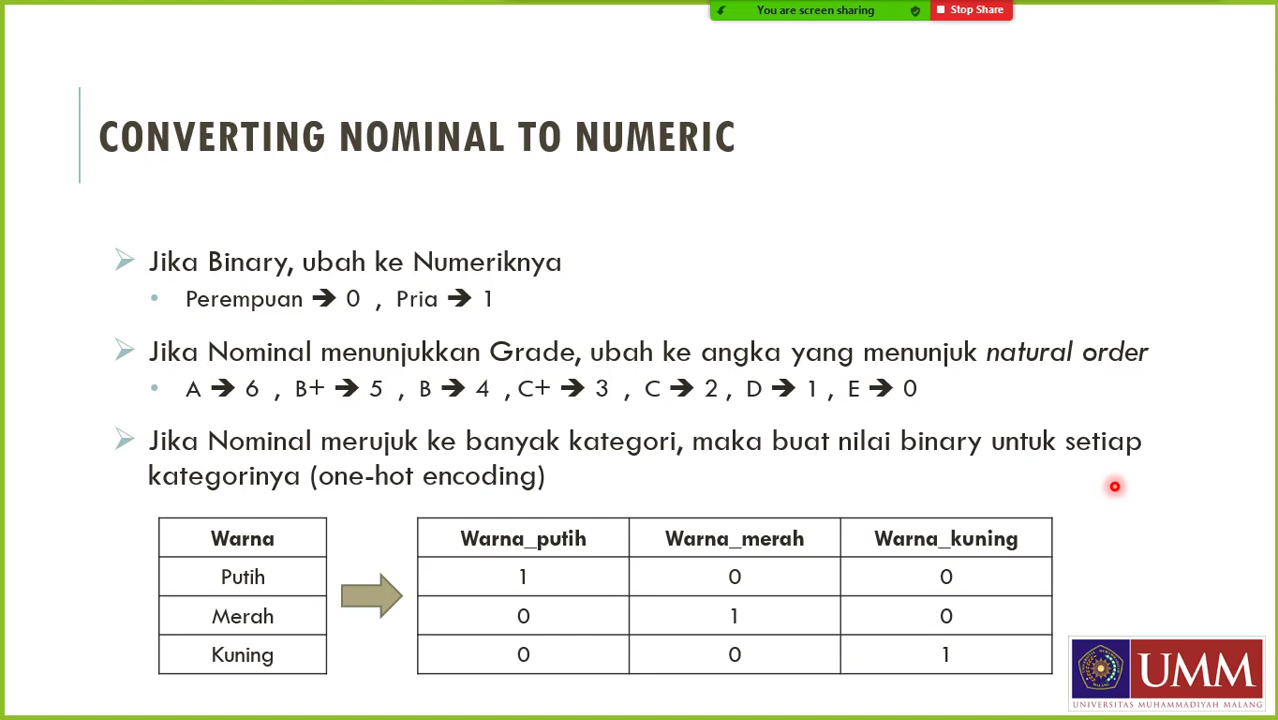 You are screen sharing
Stop Share
CONVERTING NOMINAL TO NUMERIC
➢ Jika Binary, ubah ke Numeriknya
• Perempuan ➔ 0 , Pria ➔ 1
➢ Jika Nominal menunjukkan Grade, ubah ke angka yang menunjuk natural order
• A ➔ 6 , B+ ➔ 5 , B ➔ 4 , C+ ➔ 3 , C ➔ 2 , D ➔ 1 , E ➔ 0
➢ Jika Nominal merujuk ke banyak kategori, maka buat nilai binary untuk setiap
kategorinya (one-hot encoding)
Warna Warna_putih Warna_merah Warna_kuning
Putih 1 0 0
Merah 0 1 0
Kuning 0 0 1
UMM
UNIVERSITAS MUHAMMADIYAH MALANG